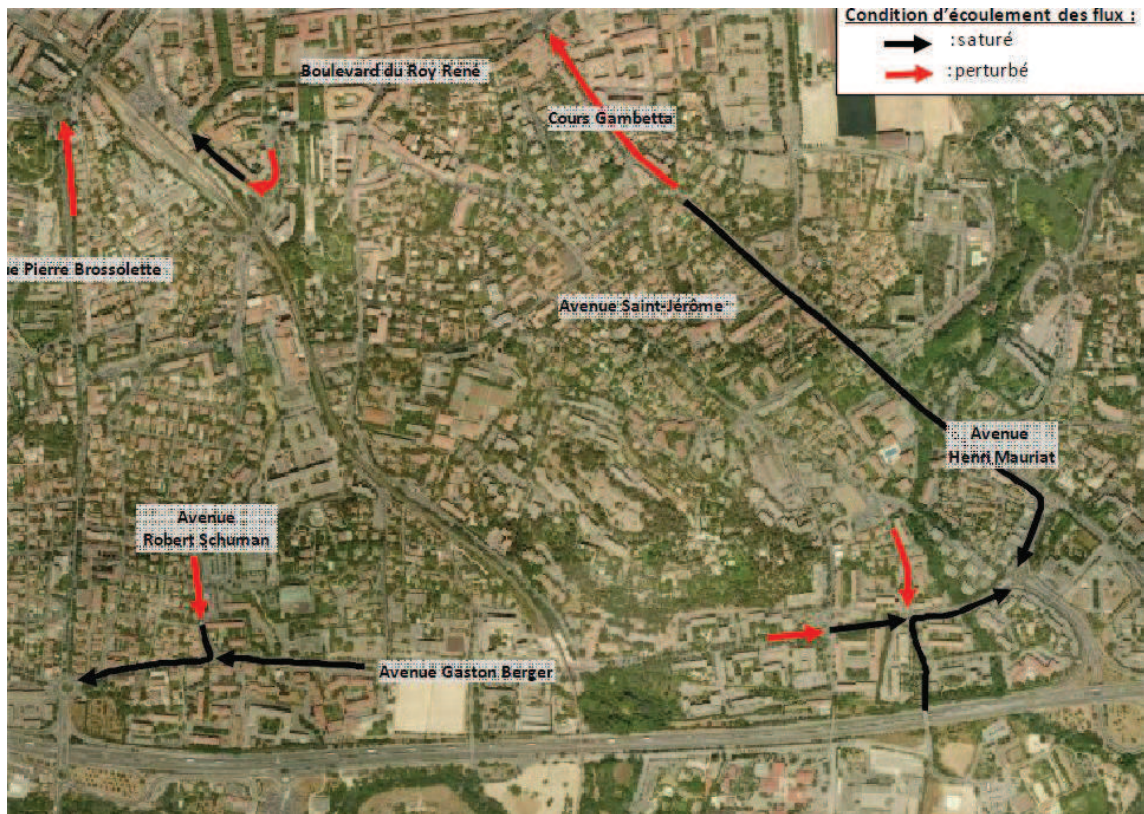 Condition d'écoulement des flux :
: saturé
: perturbé
Boulevard du Roy René
Cours Gambetta
ue Pierre Brossolette
Avenue Saint-Jérôme
Avenue
Henri Mauriat
Avenue
Robert Schuman
Avenue Gaston Berger